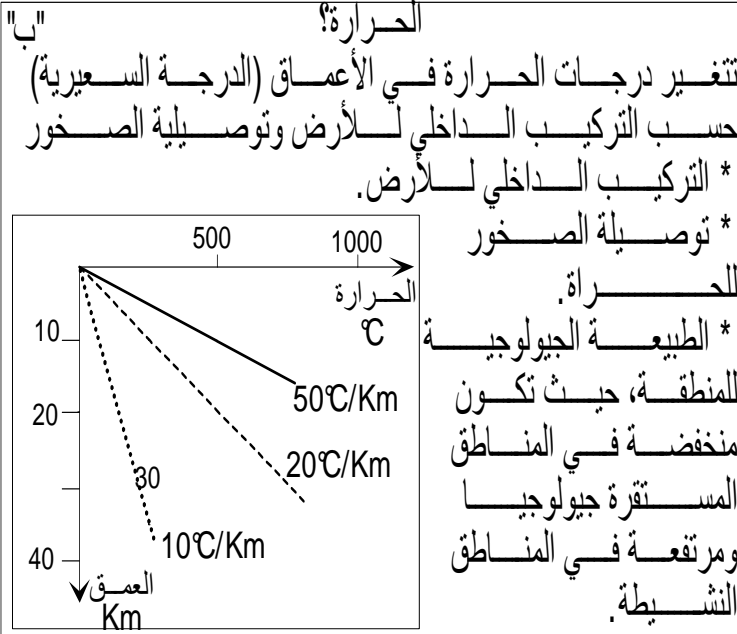 الحرارة؟
"ب"
تتغير درجات الحرارة في الأعماق (الدرجة السعيرية)
حسب التركيب الداخلي للأرض وتوصيلية الصخور
* التركيب الداخلي للأرض.
* توصيلة الصخور
للحراة.
* الطبيعة الجيولوجية
للمنطقة، حيث تكون
منخفضة في المناطق
المستقرة جيولوجيا
ومرتفعة في المناطق
النشيطة.
500
1000
الحرارة
°C
10
20
30
40
50°C/Km
20°C/Km
10°C/Km
العمق
Km